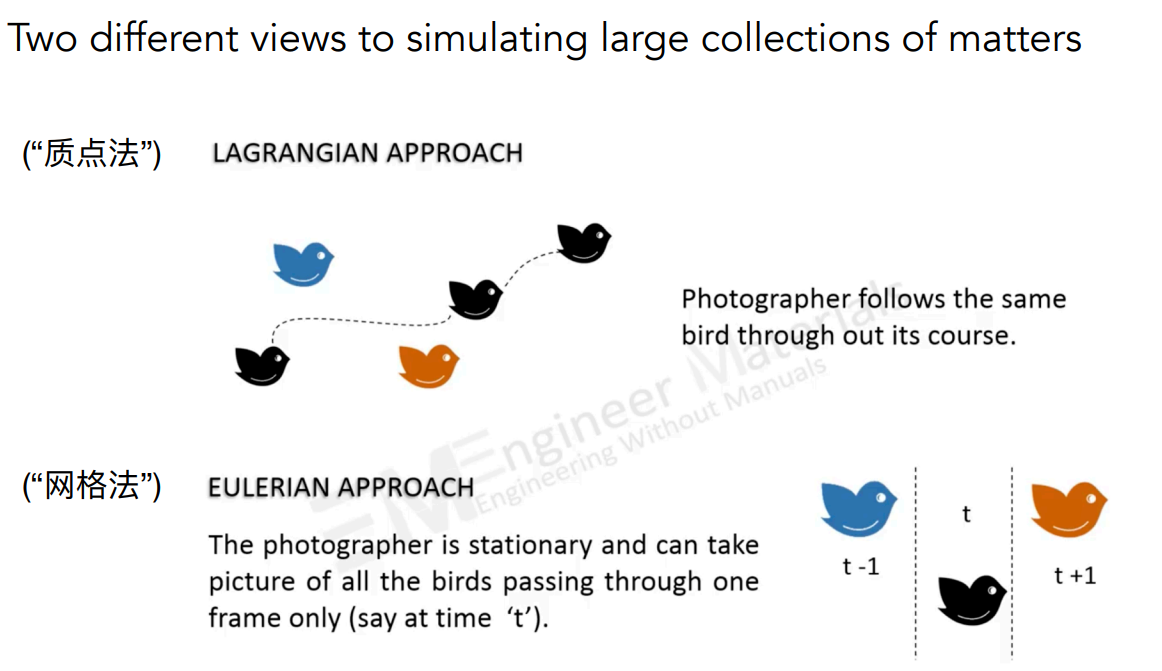 Two different views to simulating large collections of matters
(“质点法”) LAGRANGIAN APPROACH
Photographer follows the same
bird through out its course.
Engineer Materials
Engineering Without Manuals
(“网格法”) EULERIAN APPROACH
The photographer is stationary and can take
picture of all the birds passing through one
frame only (say at time ‘t’).
t -1
t
t +1